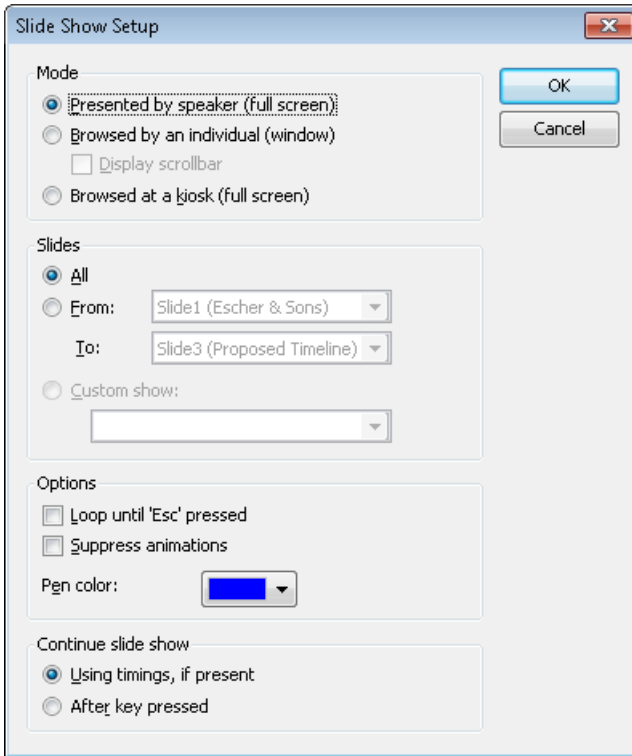 Slide Show Setup
Mode
OK
Presented by speaker (full screen)
Browsed by an individual (window)
Cancel
Display scrollbar
Browsed at a kiosk (full screen)
Slides
All
From: Slide1 (Escher & Sons)
To: Slide3 (Proposed Timeline)
Custom show:
Options
Loop until 'Esc' pressed
Suppress animations
Pen color:
Continue slide show
Using timings, if present
After key pressed